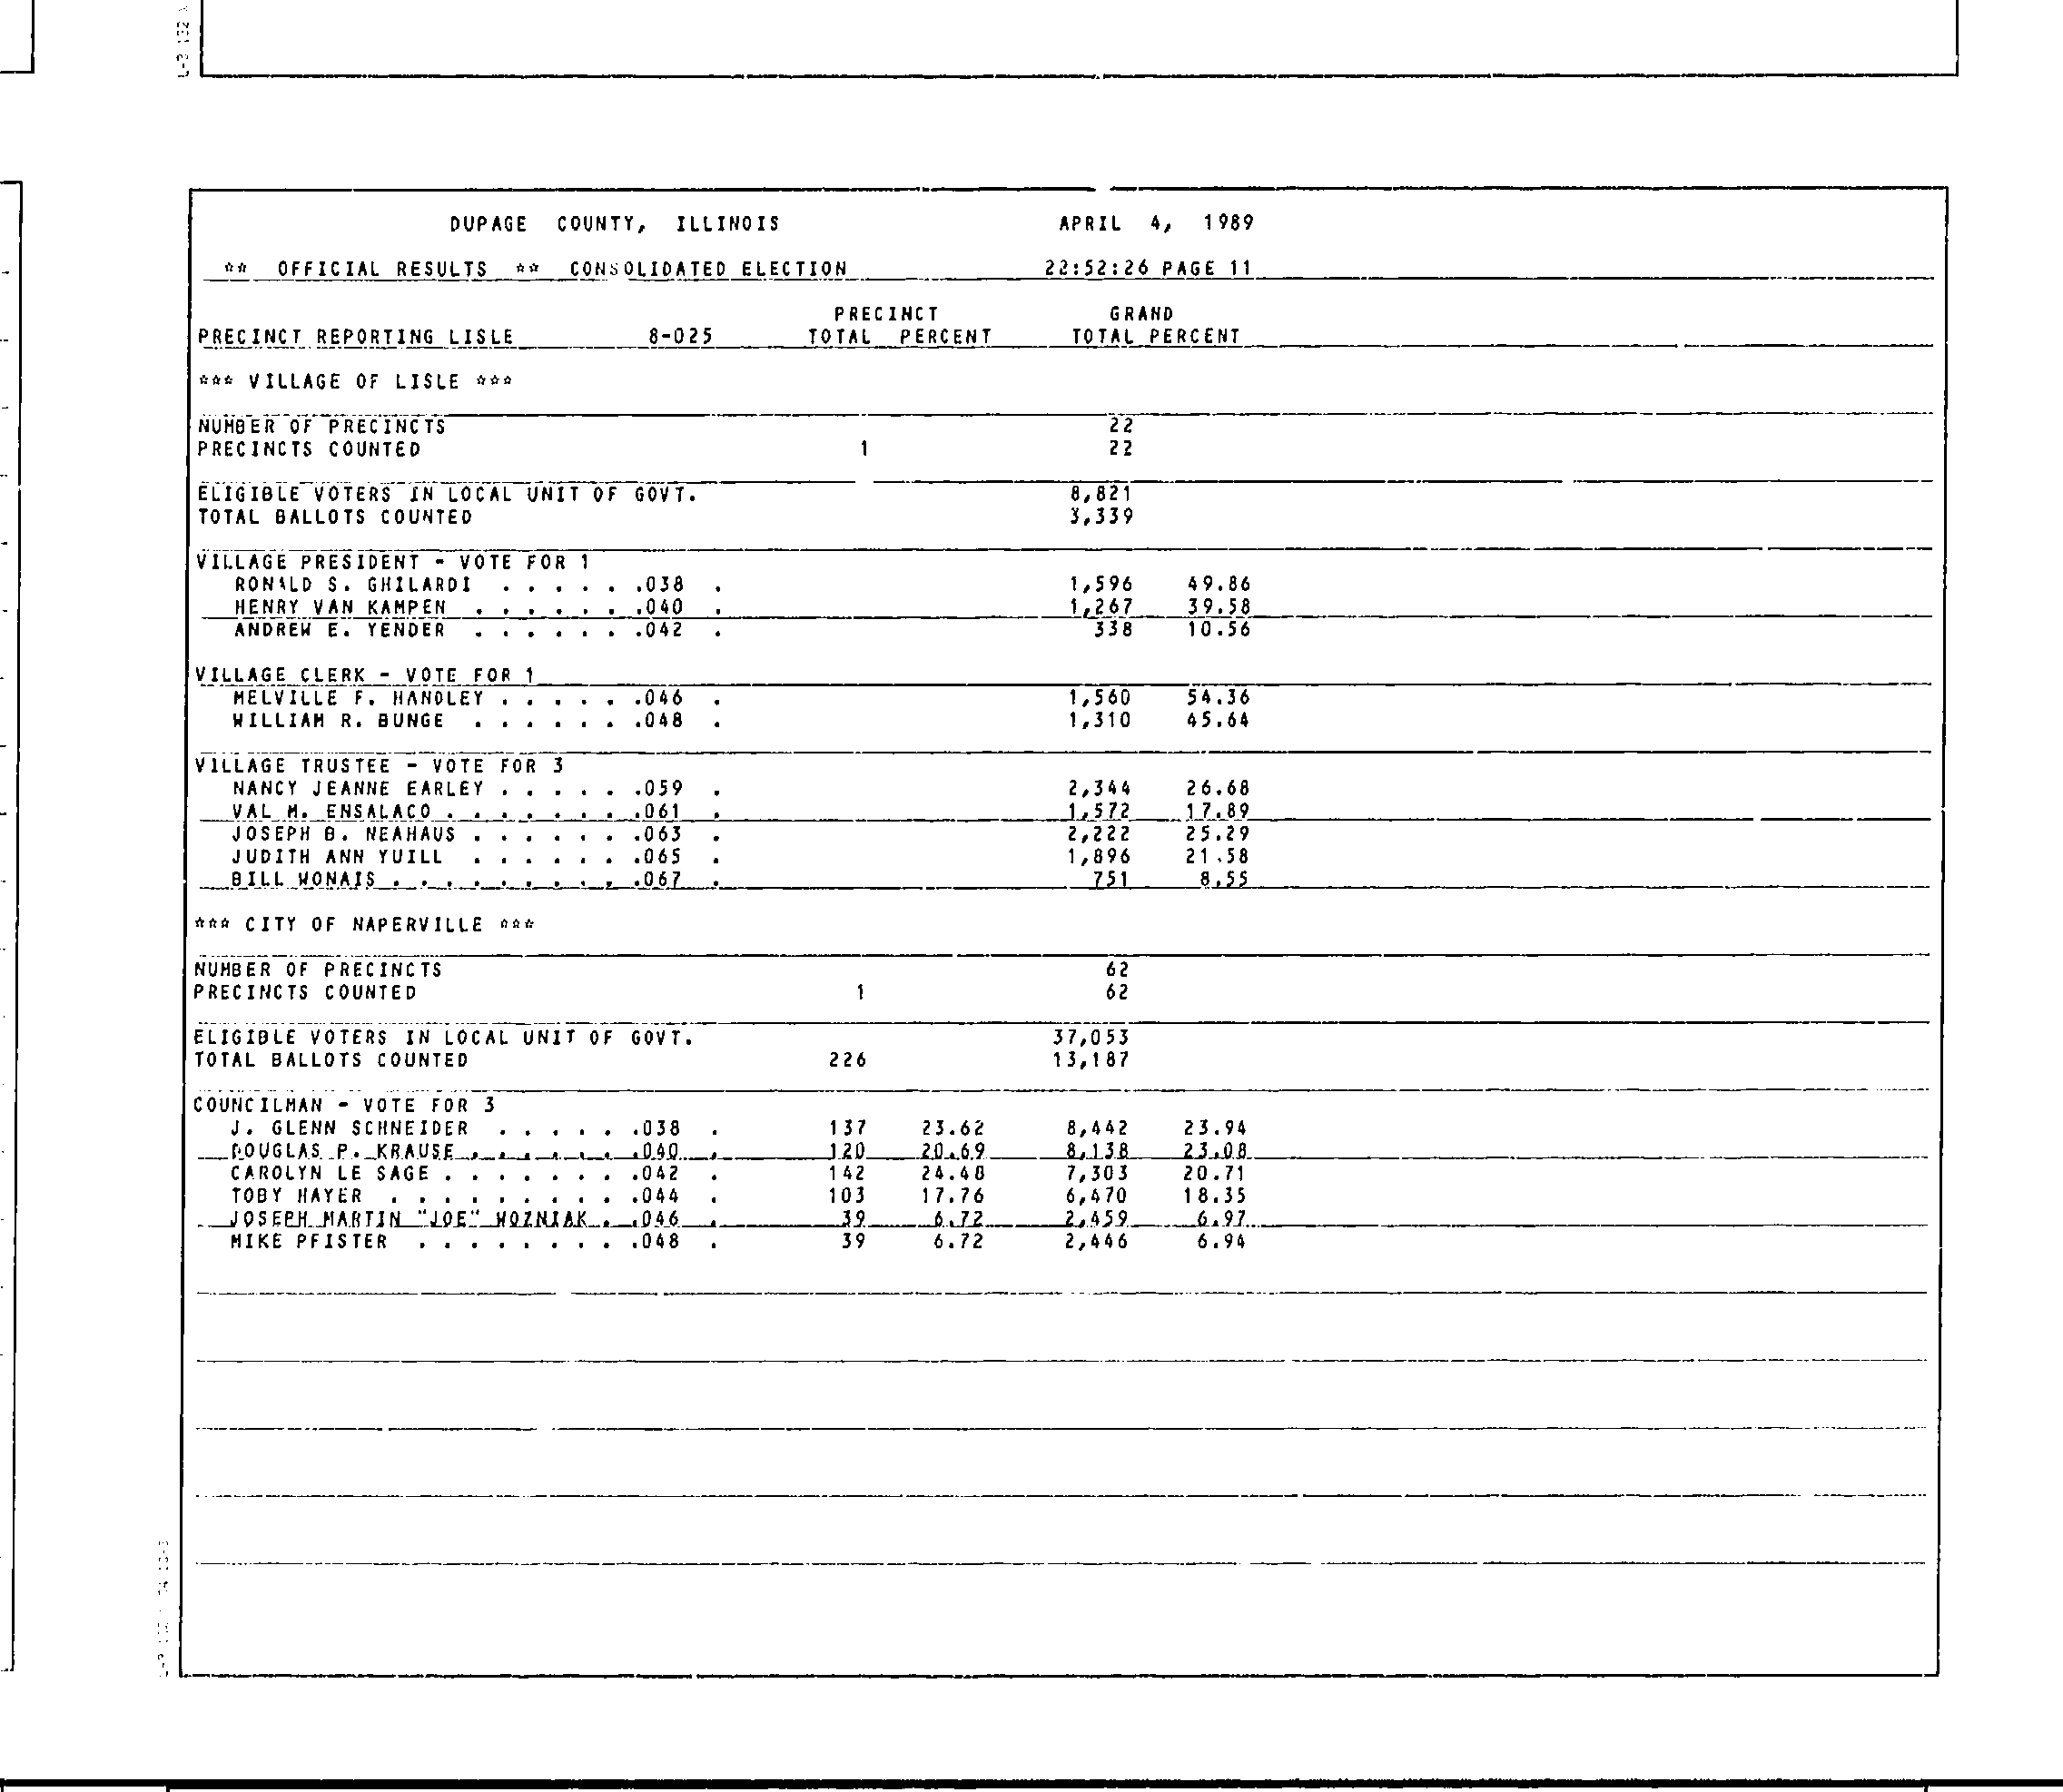 DUPAGE COUNTY, ILLINOIS APRIL 4, 1989
** OFFICIAL RESULTS ** CONSOLIDATED ELECTION 22:52:26 PAGE 11
PRECINCT GRAND
PRECINCT REPORTING LISLE 8-025 TOTAL PERCENT TOTAL PERCENT
*** VILLAGE OF LISLE ***
NUMBER OF PRECINCTS 22
PRECINCTS COUNTED 1 22
ELIGIBLE VOTERS IN LOCAL UNIT OF GOVT. 8,821
TOTAL BALLOTS COUNTED 3,339
VILLAGE PRESIDENT - VOTE FOR 1
RONALD S. GHILARDI . . . . . .038 . 1,596 49.86
HENRY VAN KAMPEN . . . . . . .040 . 1,267 39.58
ANDREW E. YENDER . . . . . . .042 . 338 10.56
VILLAGE CLERK - VOTE FOR 1
MELVILLE F. HANDLEY . . . . . .046 . 1,560 54.36
WILLIAM R. BUNGE . . . . . . .048 . 1,310 45.64
VILLAGE TRUSTEE - VOTE FOR 3
NANCY JEANNE EARLEY . . . . . .059 . 2,344 26.68
VAL M. ENSALACO . . . . . . . .061 . 1,572 17.89
JOSEPH B. NEAHAUS . . . . . . .063 . 2,222 25.29
JUDITH ANN YUILL . . . . . . .065 . 1,896 21.58
BILL WONAIS . . . . . . . . . .067 . 751 8.55
*** CITY OF NAPERVILLE ***
NUMBER OF PRECINCTS 62
PRECINCTS COUNTED 1 62
ELIGIBLE VOTERS IN LOCAL UNIT OF GOVT. 37,053
TOTAL BALLOTS COUNTED 226 13,187
COUNCILMAN - VOTE FOR 3
J. GLENN SCHNEIDER . . . . . .038 . 137 23.62 8,442 23.94
DOUGLAS P. KRAUSE . . . . . . .040 . 120 20.69 8,138 23.08
CAROLYN LE SAGE . . . . . . . .042 . 142 24.48 7,303 20.71
TOBY HAYER . . . . . . . . . .044 . 103 17.76 6,470 18.35
JOSEPH MARTIN "JOE" WOZNIAK . .046 . 39 6.72 2,459 6.97
MIKE PFISTER . . . . . . . . .048 . 39 6.72 2,446 6.94